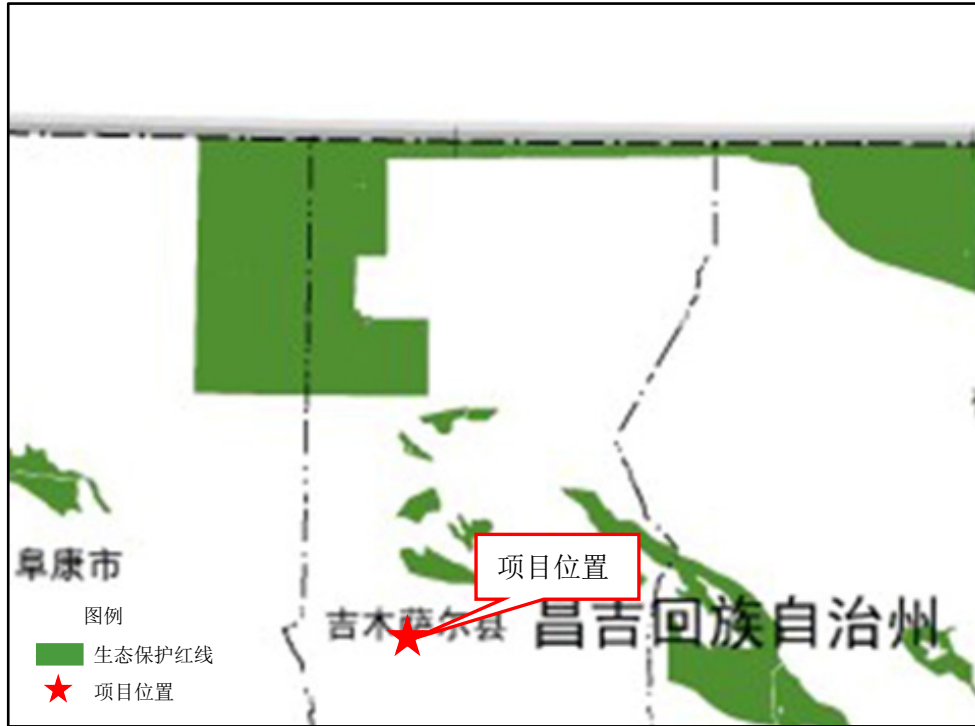 项目位置
阜康市
吉木萨尔县
昌吉回族自治州
图例
生态保护红线
项目位置